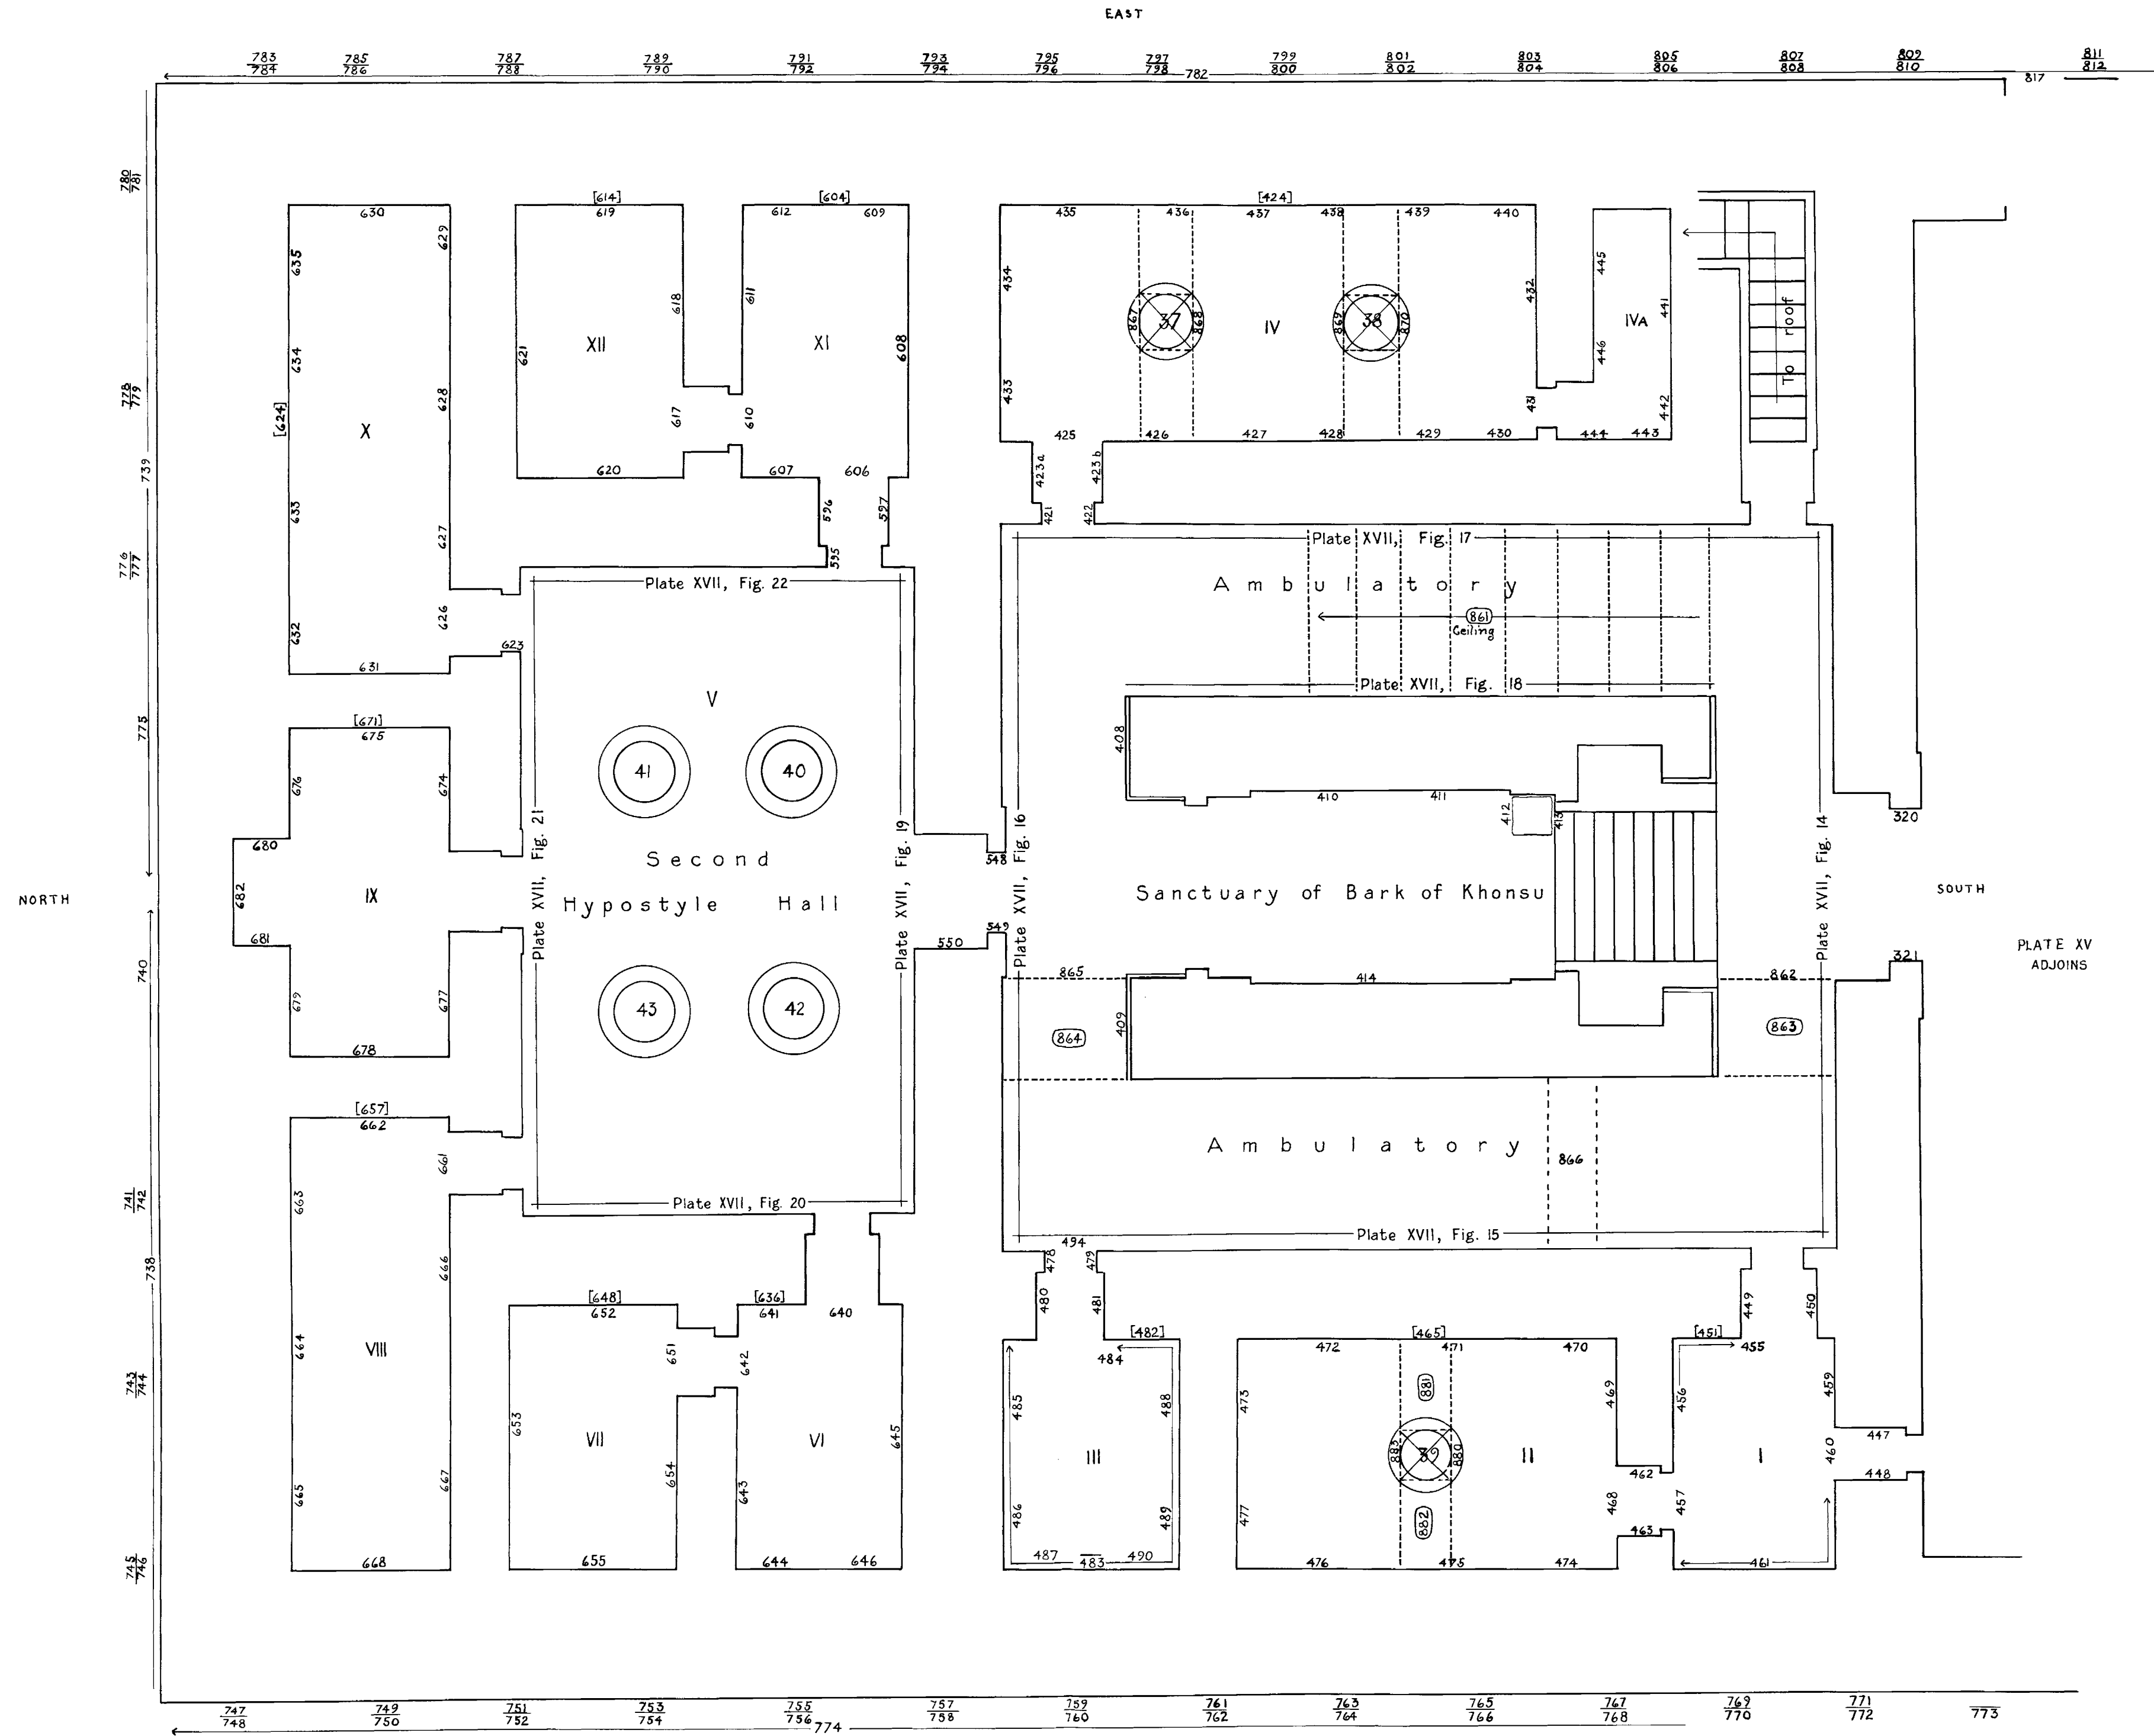 EAST
783 785 787 789 791 793 795 797 799 801 803 805 807 809 811
784 786 788 790 792 794 796 798 800 802 804 806 808 810 812
782
817
780
781
[614] [604] [424]
630 619 612 609 435 436 437 438 439 440
635 629 618 611 434 432 445 441
867 37 868 IV 869 38 870 IVA
634 621 XII XI 608 446
To roof
778
779
[624] X 628 617 610 433 431 442
425 426 427 428 429 430 444 443
739
620 607 606 423a 423b
633 627 596 597 421 422
595
776
777
Plate XVII, Fig. 17
Plate XVII, Fig. 22
Ambulatory
626 861
Ceiling
632 623
631
Plate XVII, Fig. 18
V
775
[671]
675
408
676 674 41 40
410 411 412 413
Plate XVII, Fig. 21
Plate XVII, Fig. 19
Plate XVII, Fig. 16
Plate XVII, Fig. 14
320
680 Second 548
NORTH 682 IX Hypostyle Hall Sanctuary of Bark of Khonsu SOUTH
681 550 549 321
PLATE XV
ADJOINS
740
865 414 862
679 677 43 42 864 409 863
678
[657]
662
Ambulatory
661 866
741
742
663
Plate XVII, Fig. 20
Plate XVII, Fig. 15
494
478 479
738
666 480 481 449 450
[648] [636]
652 641 640
[482] [465] [451]
664 VIII 651 642 484 472 471 470 455
743
744
653 485 488 473 881 469 456 459
VII VI 645 III 883 39 880 II I 447 460
654 462 448
665 667 643 486 489 477 882 468 457
463
745
746
668 655 644 646 487 483 490 476 475 474 461
747 749 751 753 755 757 759 761 763 765 767 769 771
748 750 752 754 756 758 760 762 764 766 768 770 772 773
774